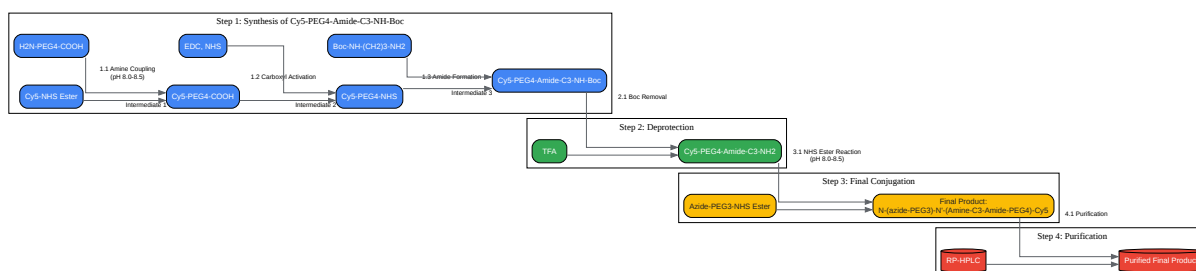 Step 1: Synthesis of Cy5-PEG4-Amide-C3-NH-Boc
H2N-PEG4-COOH
EDC, NHS
Boc-NH-(CH2)3-NH2
1.1 Amine Coupling
(pH 8.0-8.5)
1.2 Carboxyl Activation
1.3 Amide Formation
Cy5-PEG4-Amide-C3-NH-Boc
Cy5-NHS Ester
Intermediate 1
Cy5-PEG4-COOH
Intermediate 2
Cy5-PEG4-NHS
Intermediate 3
2.1 Boc Removal
Step 2: Deprotection
TFA
Cy5-PEG4-Amide-C3-NH2
3.1 NHS Ester Reaction
(pH 8.0-8.5)
Step 3: Final Conjugation
Azide-PEG3-NHS Ester
Final Product:
N-(azide-PEG3)-N'-(Amine-C3-Amide-PEG4)-Cy5
4.1 Purification
Step 4: Purification
RP-HPLC
Purified Final Product